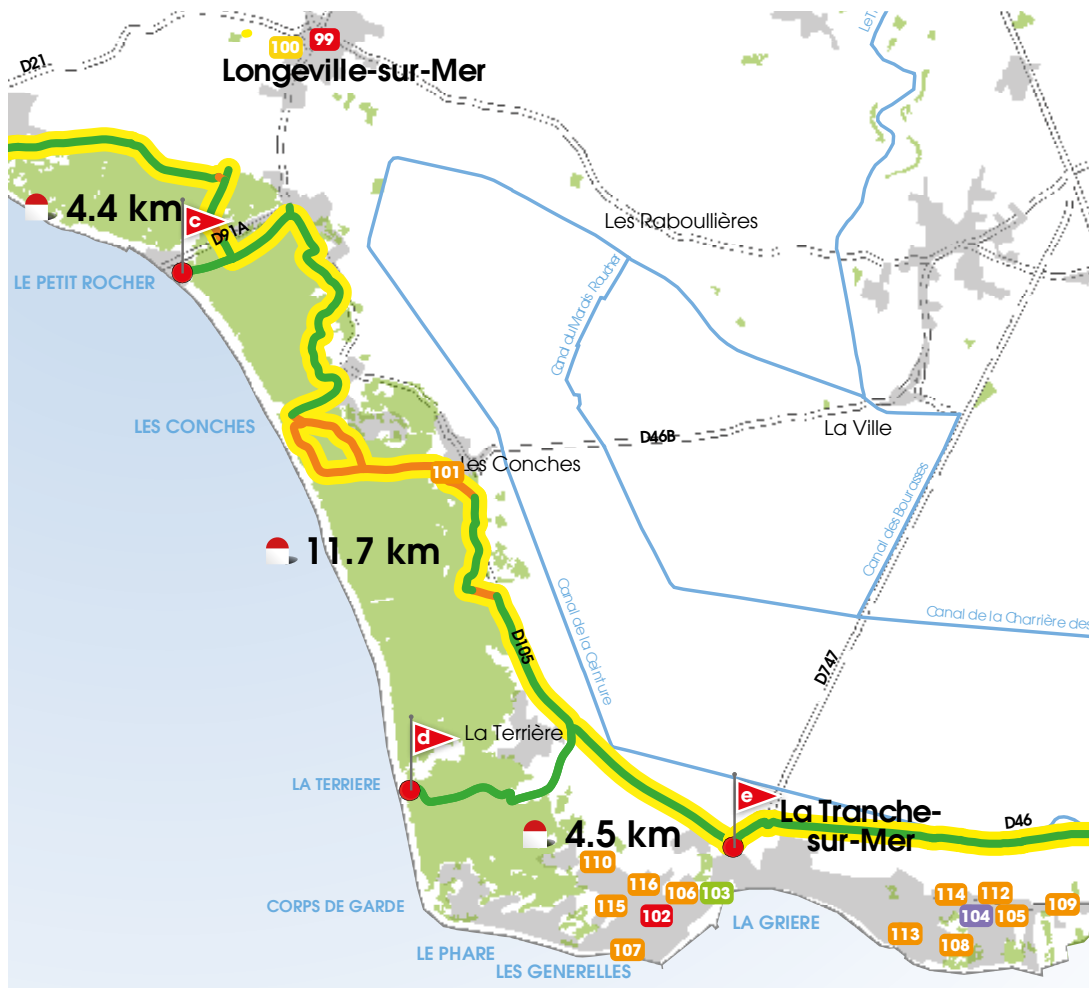 Le T
100
99
D21
Longeville-sur-Mer
4.4 km
c
D91A
Les Raboullières
LE PETIT ROCHER
Canal du Marais Roucher
LES CONCHES
La Ville
D46B
Les Conches
101
Canal des Bourasses
11.7 km
Canal de la Ceinture
Canal de la Charrière des
D105
D747
d
La Terrière
LA TERRIERE
e
La Tranche-
sur-Mer
D46
4.5 km
110
116
106
103
114
112
109
115
102
104
105
CORPS DE GARDE
LA GRIERE
113
108
107
LE PHARE
LES GENERELLES